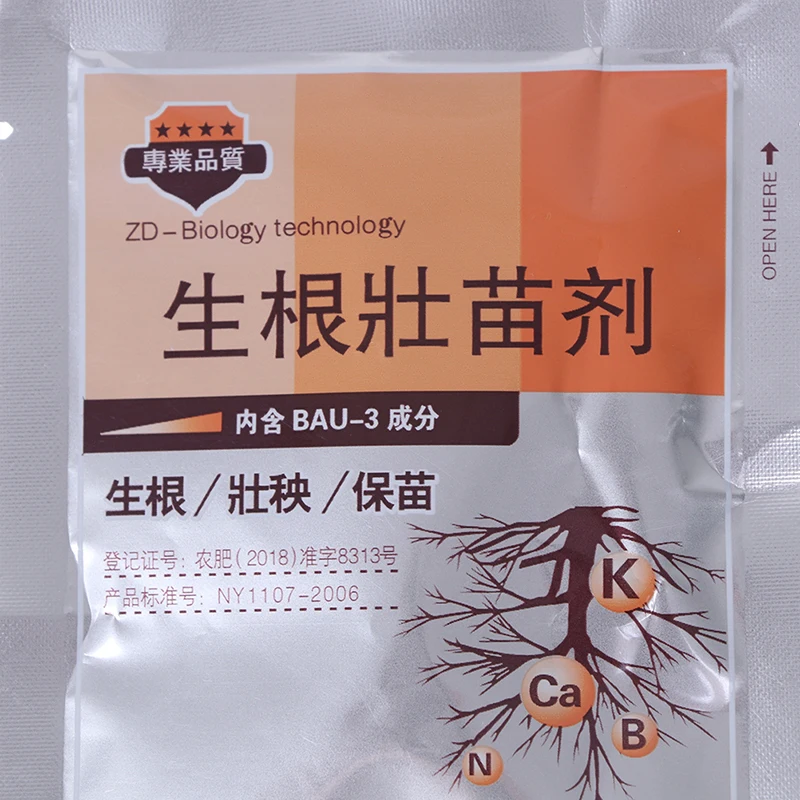 ★★★★
專業品質
ZD-Biology technology
OPEN HERE
生根壯苗剂
内含 BAU-3 成分
生根/壯秧/保苗
登记证号：农肥(2018)准字8313号
产品标准号：NY1107-2006
K
Ca
B
N